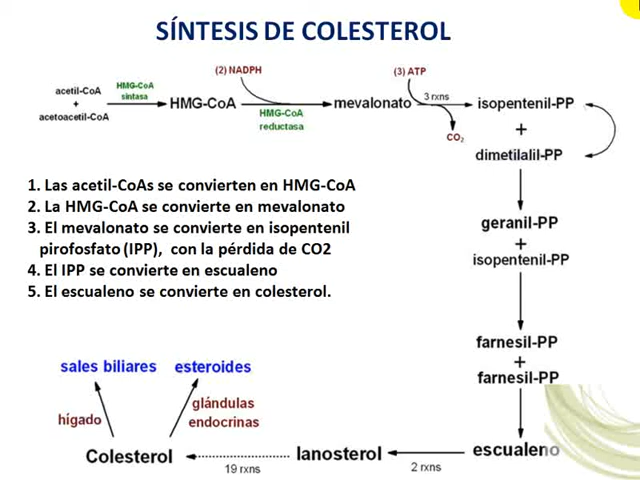 SÍNTESIS DE COLESTEROL
(2) NADPH
(3) ATP
acetil-CoA
+
acetoacetil-CoA
HMG-CoA
sintasa
HMG-CoA
HMG-CoA
reductasa
mevalonato
3 rxns
CO₂
isopentenil-PP
+
dimetilalil-PP
1. Las acetil-CoAs se convierten en HMG-CoA
2. La HMG-CoA se convierte en mevalonato
3. El mevalonato se convierte en isopentenil
pirofosfato (IPP), con la pérdida de CO2
4. El IPP se convierte en escualeno
5. El escualeno se convierte en colesterol.
geranil-PP
+
isopentenil-PP
farnesil-PP
+
farnesil-PP
escualeno
2 rxns
lanosterol
19 rxns
Colesterol
hígado
sales biliares
glándulas
endocrinas
esteroides